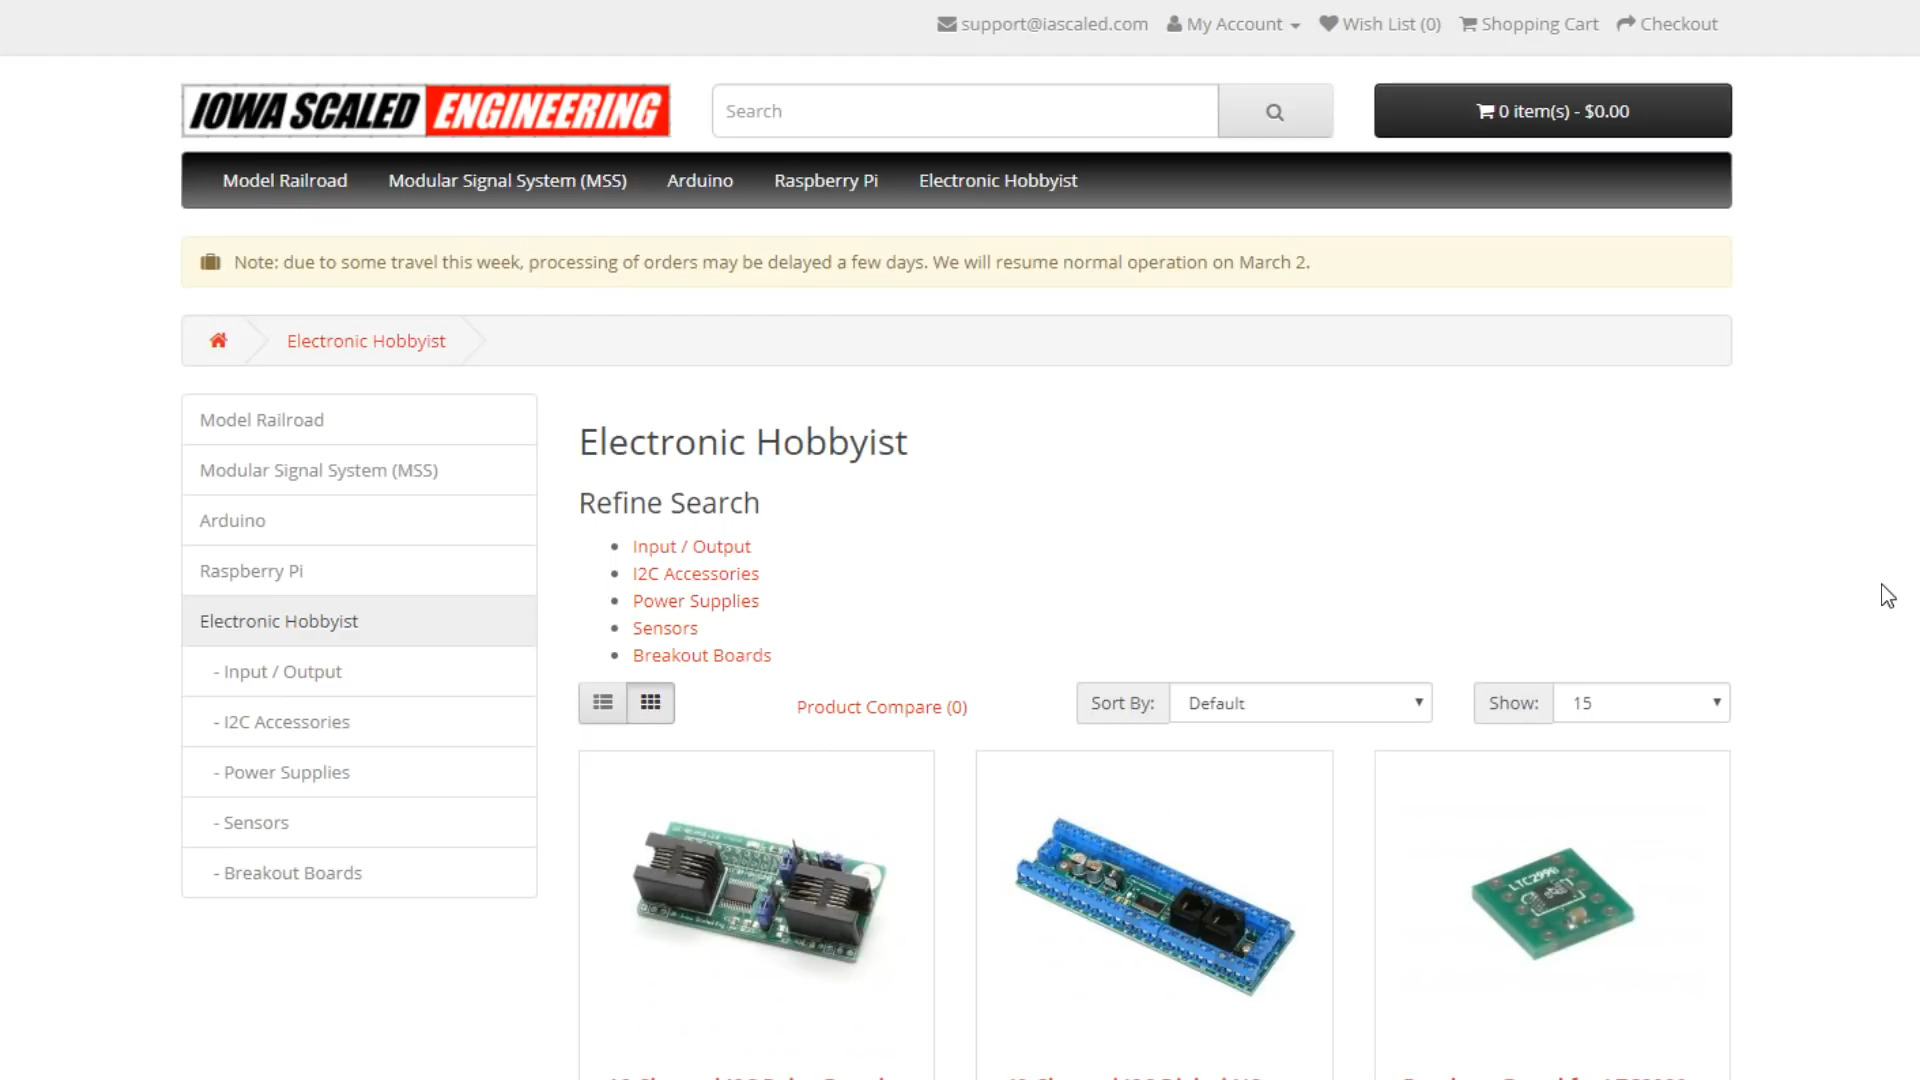 support@iascaled.com My Account Wish List (0) Shopping Cart Checkout
IOWA SCALED ENGINEERING
Search
0 item(s) - $0.00
Model Railroad Modular Signal System (MSS) Arduino Raspberry Pi Electronic Hobbyist
Note: due to some travel this week, processing of orders may be delayed a few days. We will resume normal operation on March 2.
Electronic Hobbyist
Model Railroad
Modular Signal System (MSS)
Arduino
Raspberry Pi
Electronic Hobbyist
- Input / Output
- I2C Accessories
- Power Supplies
- Sensors
- Breakout Boards
Electronic Hobbyist
Refine Search
Input / Output
I2C Accessories
Power Supplies
Sensors
Breakout Boards
Product Compare (0)
Sort By: Default
Show: 15
LTC2990